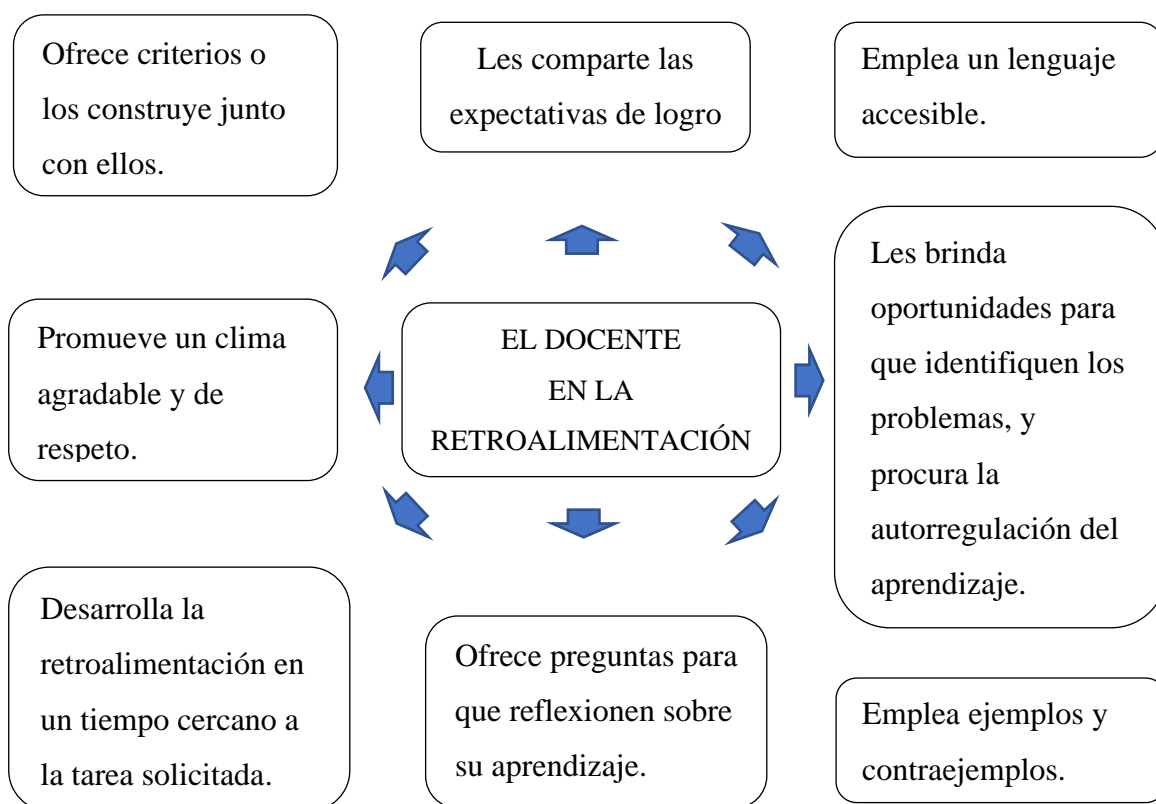 Ofrece criterios o
los construye junto
con ellos.
Les comparte las
expectativas de logro
Emplea un lenguaje
accesible.
Promueve un clima
agradable y de
respeto.
EL DOCENTE
EN LA
RETROALIMENTACIÓN
Les brinda
oportunidades para
que identifiquen los
problemas, y
procura la
autorregulación del
aprendizaje.
Desarrolla la
retroalimentación en
un tiempo cercano a
la tarea solicitada.
Ofrece preguntas para
que reflexionen sobre
su aprendizaje.
Emplea ejemplos y
contraejemplos.